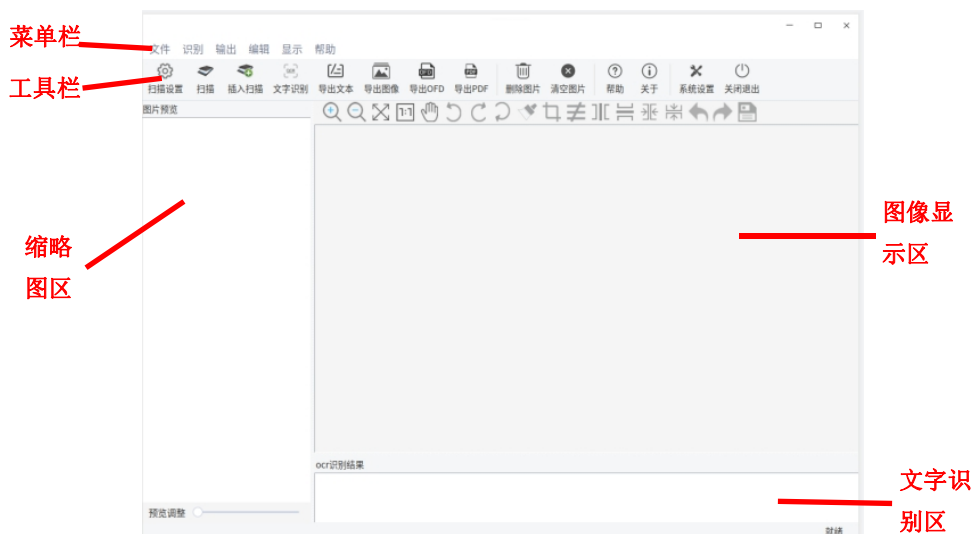 菜单栏
文件 识别 输出 编辑 显示 帮助
工具栏
扫描设置 扫描 插入扫描 文字识别 导出文本 导出图像 导出OFD 导出PDF 删除图片 清空图片 帮助 关于 系统设置 关闭退出
图片预览
1:1
缩略
图区
图像显
示区
ocr识别结果
文字识
别区
预览调整
就绪